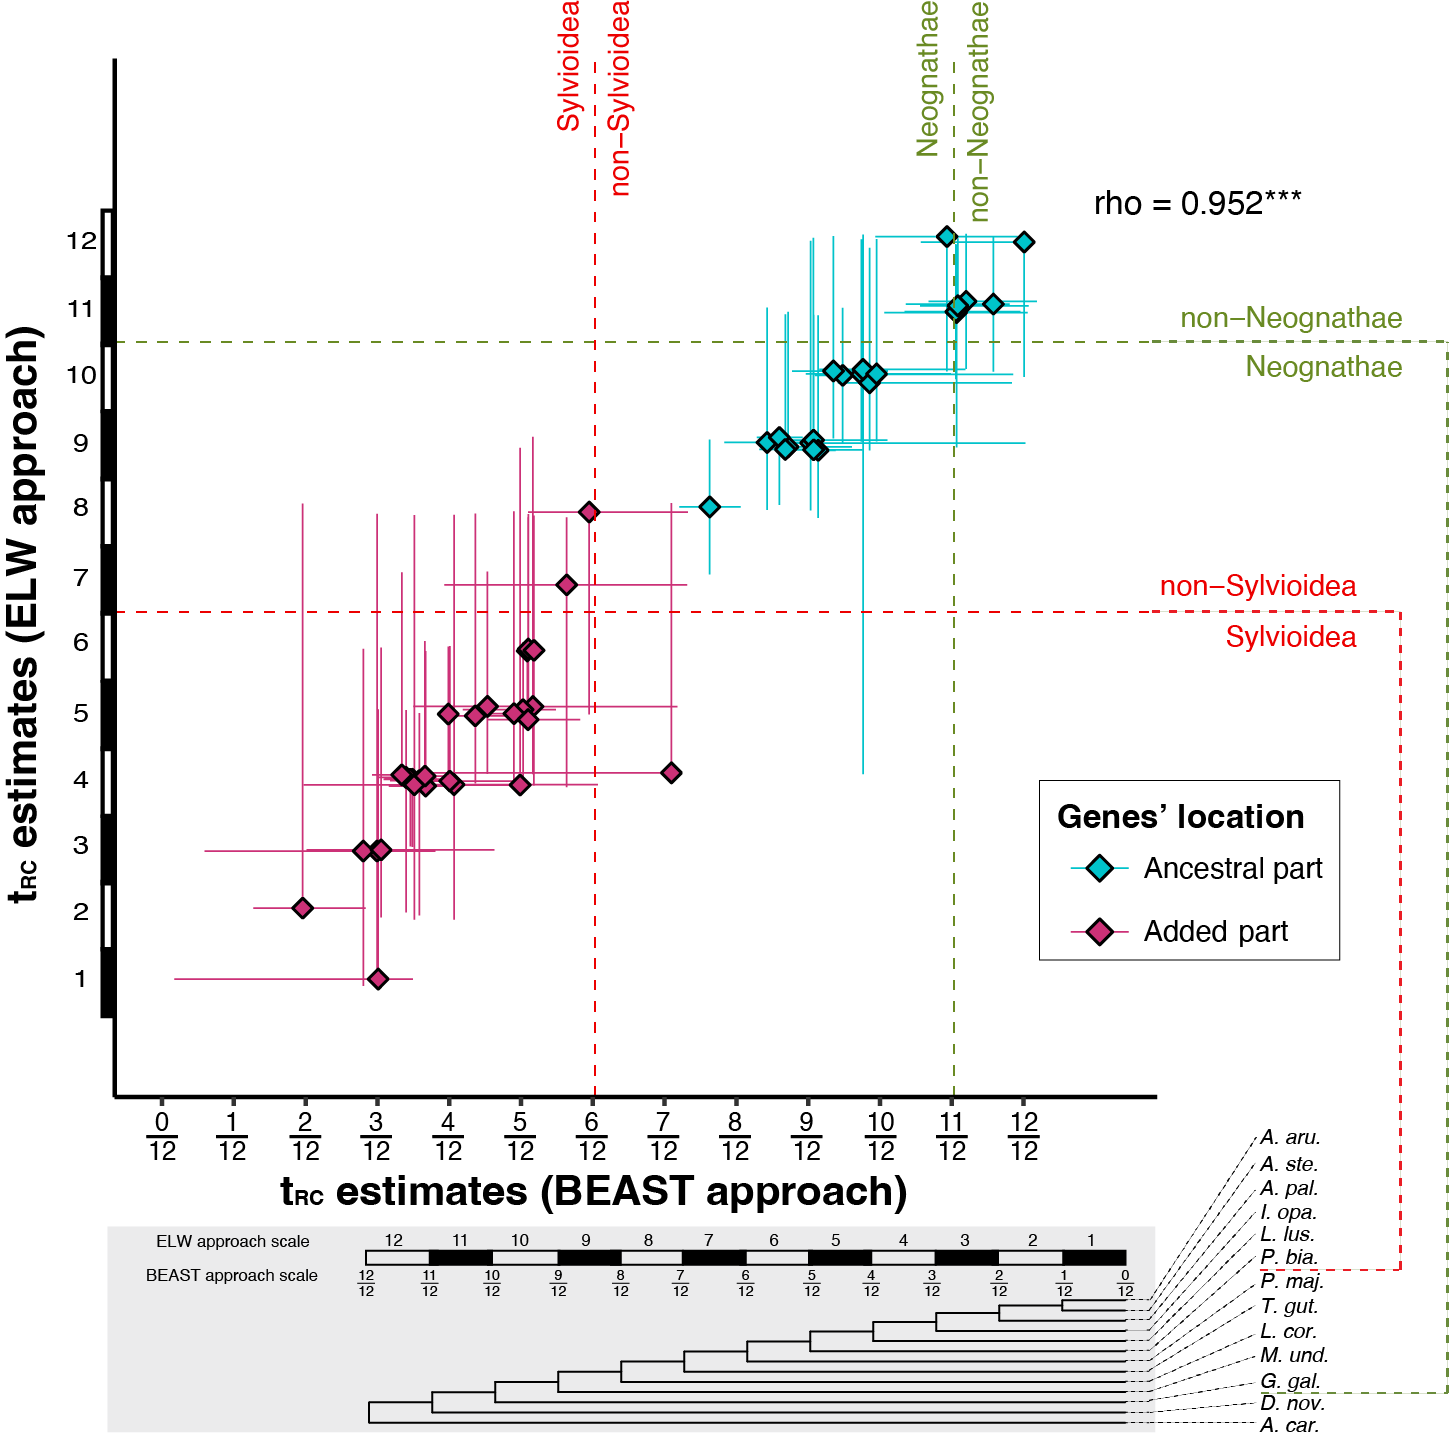 Sylvioidea
non−Sylvioidea
Neognathae
non−Neognathae
rho = 0.952***
12
11
10
9
8
7
6
5
4
3
2
1
tRC estimates (ELW approach)
non−Neognathae
Neognathae
non−Sylvioidea
Sylvioidea
Genes’ location
Ancestral part
Added part
0/12 1/12 2/12 3/12 4/12 5/12 6/12 7/12 8/12 9/12 10/12 11/12 12/12
tRC estimates (BEAST approach)
ELW approach scale 12 11 10 9 8 7 6 5 4 3 2 1
BEAST approach scale 12/12 11/12 10/12 9/12 8/12 7/12 6/12 5/12 4/12 3/12 2/12 1/12 0/12
A. aru.
A. ste.
A. pal.
I. opa.
L. lus.
P. bia.
P. maj.
T. gut.
L. cor.
M. und.
G. gal.
D. nov.
A. car.